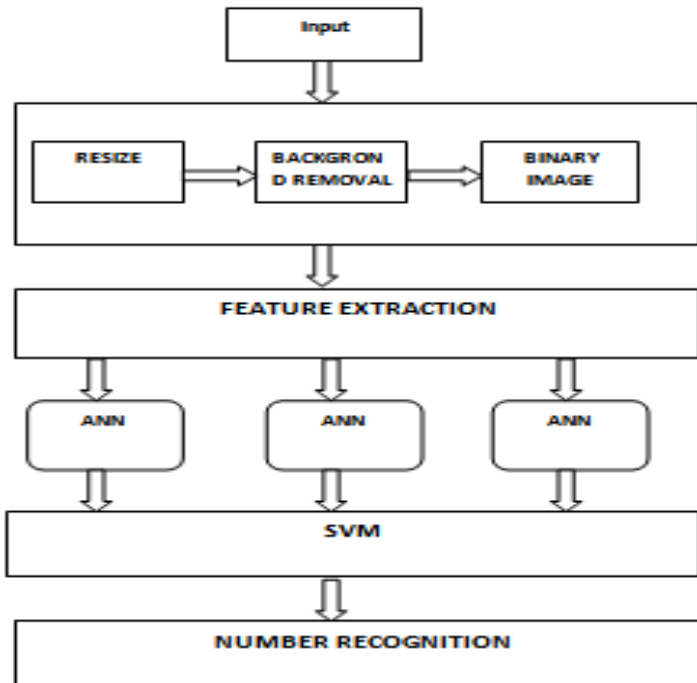 Input
RESIZE
BACKGRON
D REMOVAL
BINARY
IMAGE
FEATURE EXTRACTION
ANN
ANN
ANN
SVM
NUMBER RECOGNITION